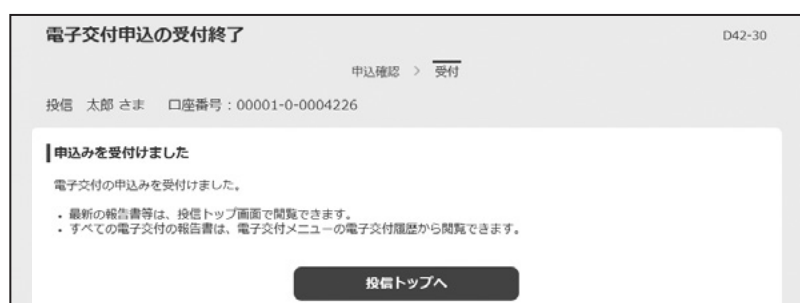 電子交付申込の受付終了
D42-30
申込確認 > 受付
投信 太郎 さま 口座番号：00001-0-0004226
申込みを受付けました
電子交付の申込みを受付けました。
・最新の報告書等は、投信トップ画面で閲覧できます。
・すべての電子交付の報告書は、電子交付メニューの電子交付履歴から閲覧できます。
投信トップへ